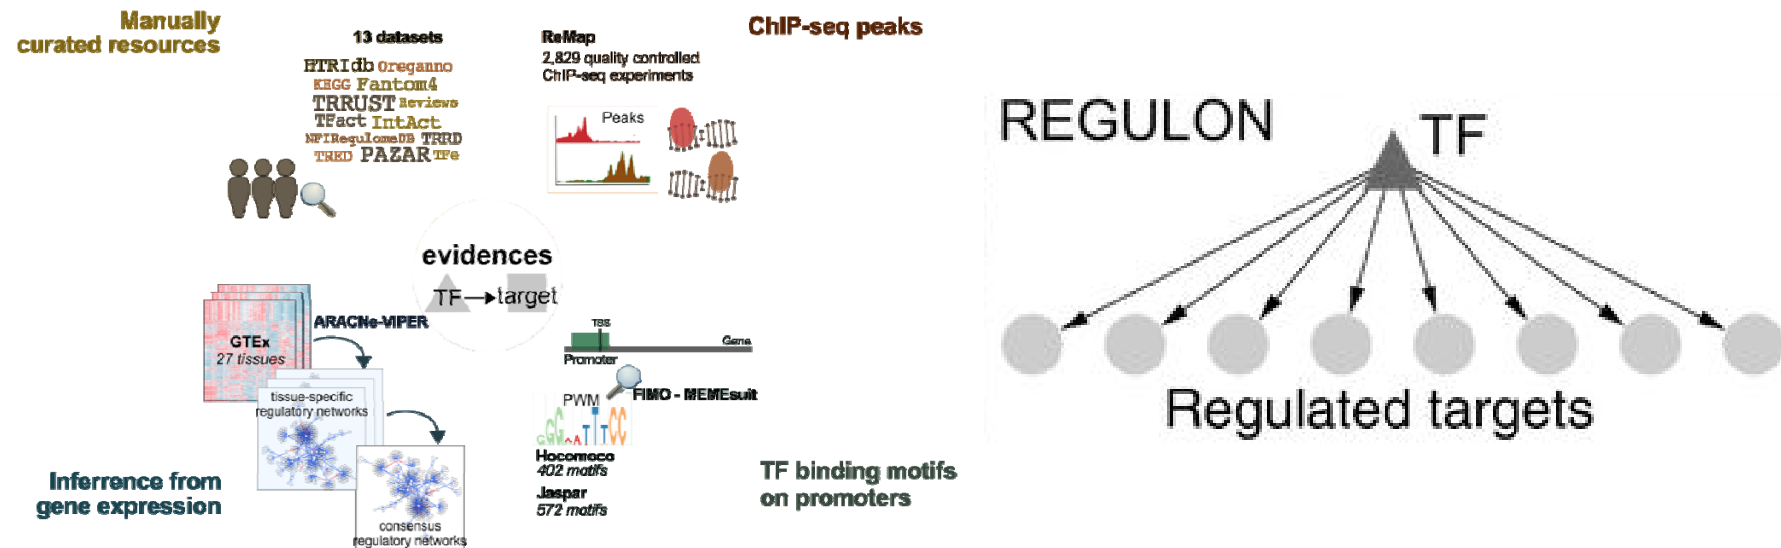 Manually
curated resources
13 datasets
HTRIdb Oreganno
KEGG Fantom4
TRRUST Reviews
TFact IntAct
NFIRegulomeDB TRRD
TRED PAZAR TFe
ReMap
2,829 quality controlled
ChIP-seq experiments
ChIP-seq peaks
Peaks
evidences
TF target
GTEx
27 tissues
ARACNe-VIPER
tissue-specific
regulatory networks
consensus
regulatory networks
Inferrence from
gene expression
TSS
Gene
Promoter
FIMO - MEMEsuit
PWM
GGGAATTTCC
Hocomoco
402 motifs
Jaspar
572 motifs
TF binding motifs
on promoters
REGULON
TF
Regulated targets